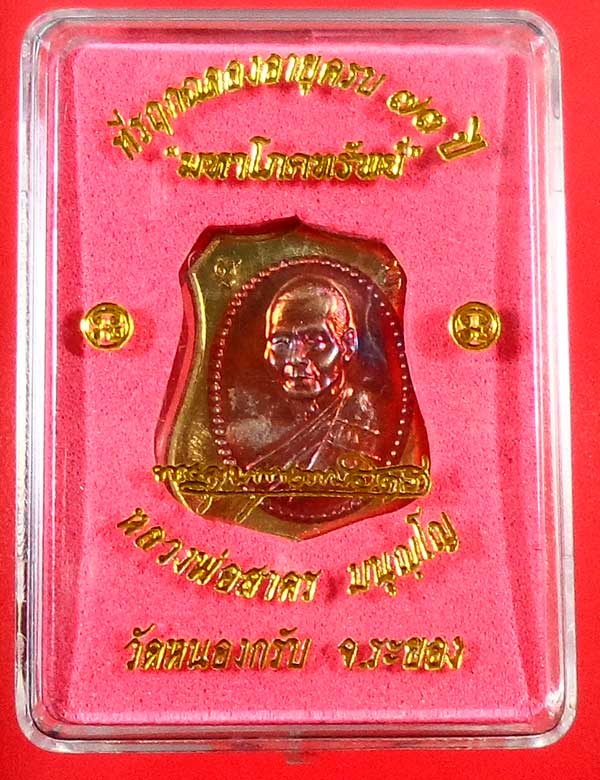 ที่ระฤกฉลองอายุครบ ๗๓ ปี
"มหาโภคทรัพย์"
หลวงพ่อสาคร มนุญฺโญ
วัดหนองกรับ จ.ระยอง